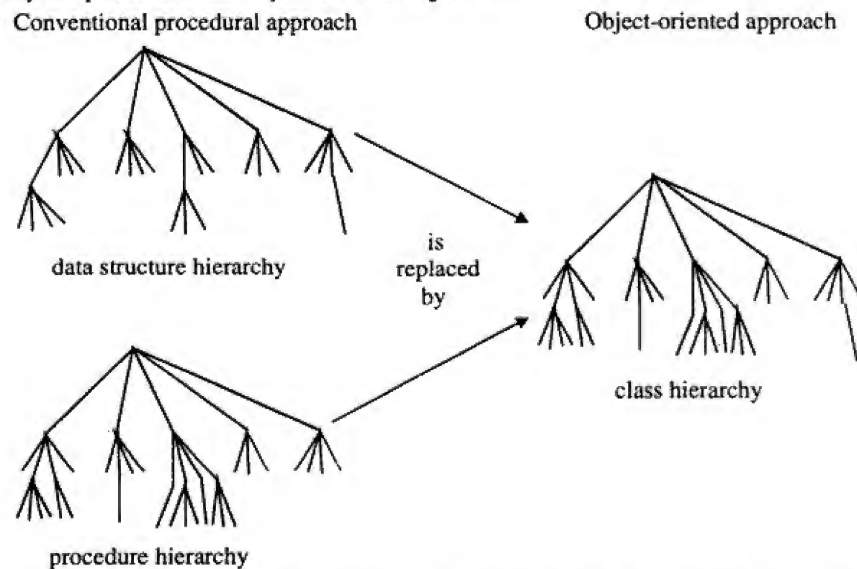 Conventional procedural approach
Object-oriented approach
data structure hierarchy
is
replaced
by
class hierarchy
procedure hierarchy